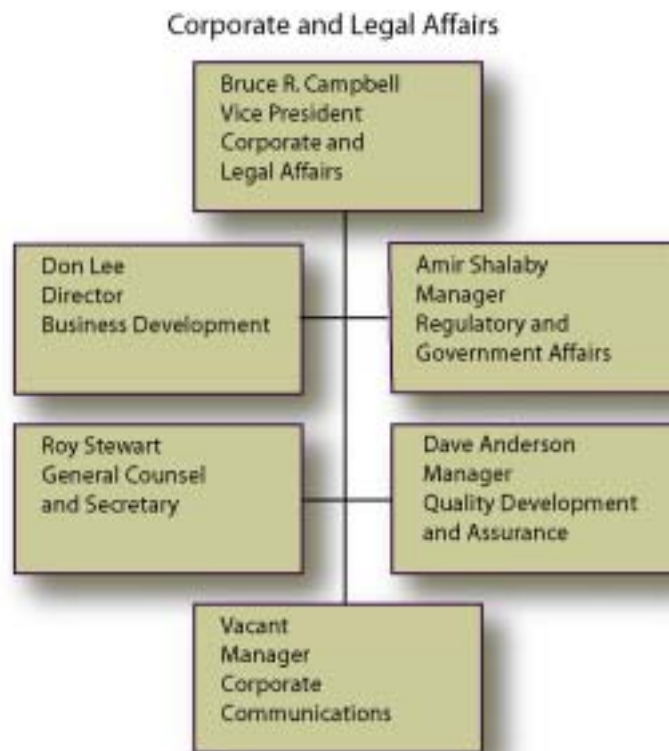 Corporate and Legal Affairs
Bruce R. Campbell
Vice President
Corporate and
Legal Affairs
Don Lee
Director
Business Development
Amir Shalaby
Manager
Regulatory and
Government Affairs
Roy Stewart
General Counsel
and Secretary
Dave Anderson
Manager
Quality Development
and Assurance
Vacant
Manager
Corporate
Communications